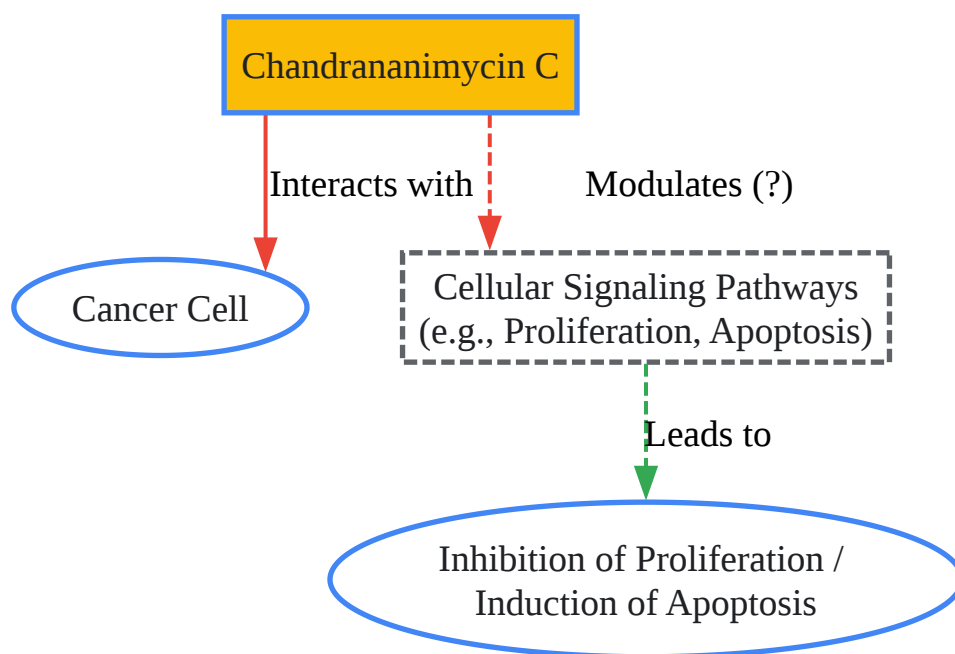 Chandrananimycin C
Interacts with
Modulates (?)
Cancer Cell
Cellular Signaling Pathways
(e.g., Proliferation, Apoptosis)
Leads to
Inhibition of Proliferation /
Induction of Apoptosis